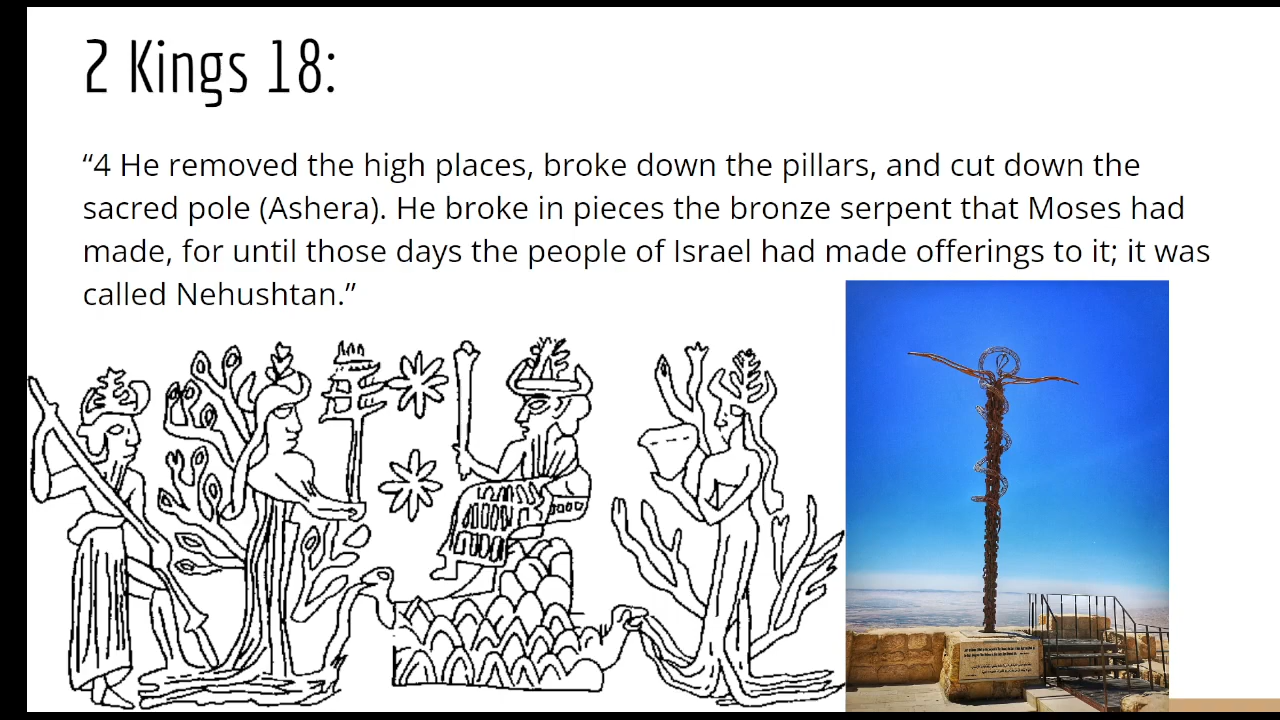 2 Kings 18:
“4 He removed the high places, broke down the pillars, and cut down the
sacred pole (Ashera). He broke in pieces the bronze serpent that Moses had
made, for until those days the people of Israel had made offerings to it; it was
called Nehushtan.”